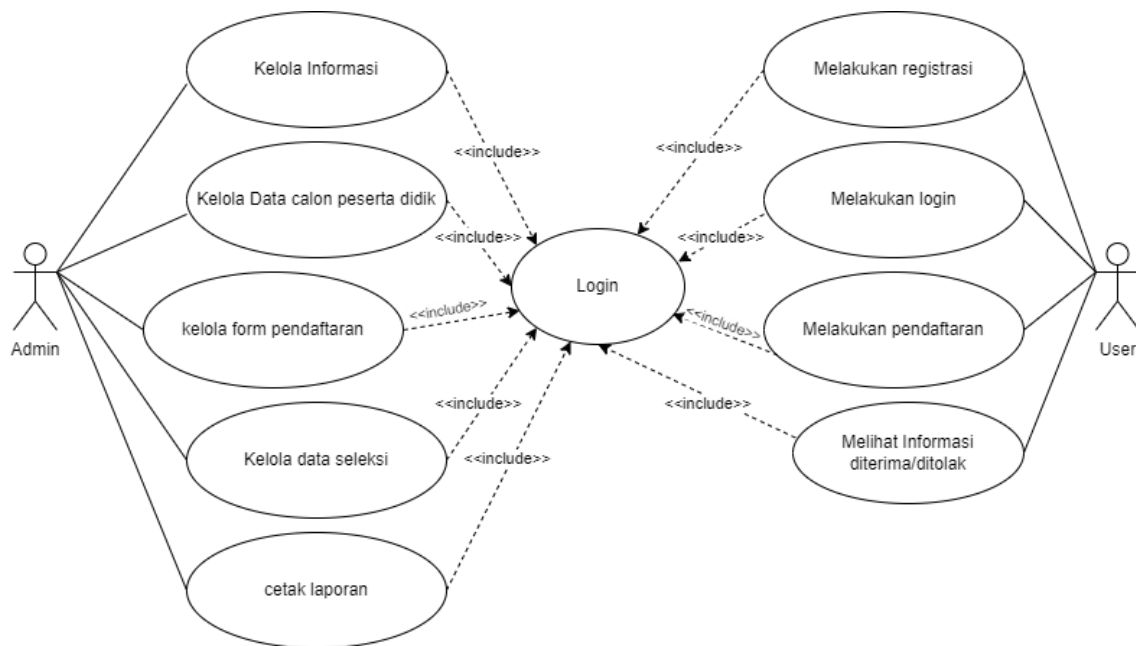 Kelola Informasi
Melakukan registrasi
<<include>>
<<include>>
Kelola Data calon peserta didik
Melakukan login
<<include>>
<<include>>
Login
<<include>>
<<include>>
kelola form pendaftaran
Melakukan pendaftaran
Admin
User
<<include>>
<<include>>
Melihat Informasi
diterima/ditolak
Kelola data seleksi
<<include>>
cetak laporan